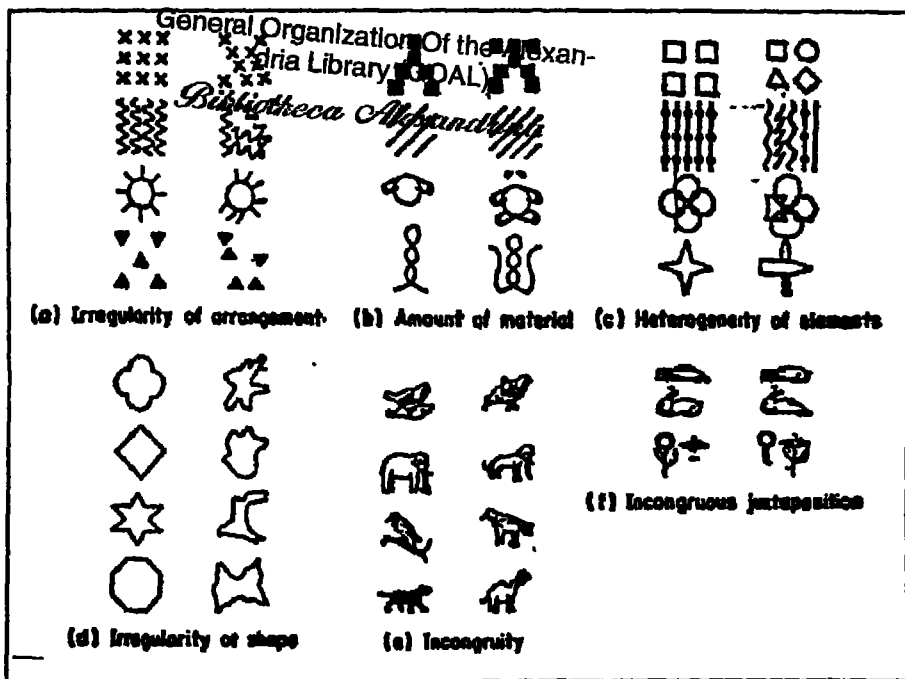 General Organization Of the Alexan-
dria Library (GOAL)
Bibliotheca Alexandrina
(a) Irregularity of arrangement
(b) Amount of material
(c) Heterogeneity of elements
(d) Irregularity of shape
(e) Incongruity
(f) Incongruous juxtaposition